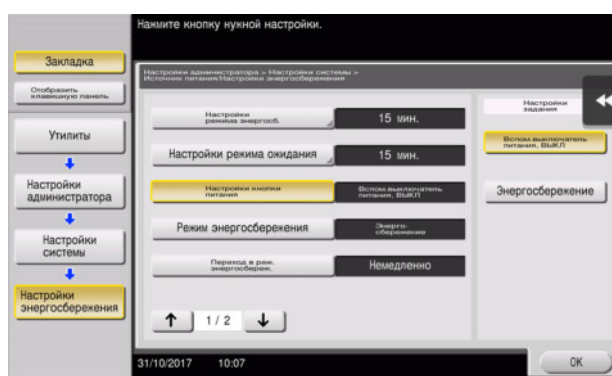 Нажмите кнопку нужной настройки.
Закладка
Отобразить
клавишную панель.
Утилиты
Настройки
администратора
Настройки
системы
Настройки
энергосбережения
Настройки администратора > Настройки системы >
Источник питания/Настройки энергосбережения
Настройки
режима энергосб.
15 мин.
Настройки режима ожидания
15 мин.
Настройки кнопки
питания
Вспом.выключатель
питания, ВЫКЛ
Режим энергосбережения
Энерго-
сбережение
Переход в реж.
энергосбереж.
Немедленно
1/2
Настройки
задания
Вспом.выключатель
питания, ВЫКЛ
Энергосбережение
31/10/2017 10:07
OK